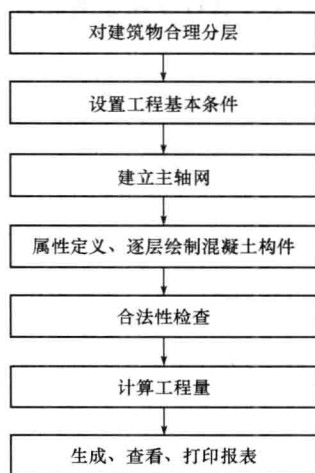 对建筑物合理分层
设置工程基本条件
建立主轴网
属性定义、逐层绘制混凝土构件
合法性检查
计算工程量
生成、查看、打印报表